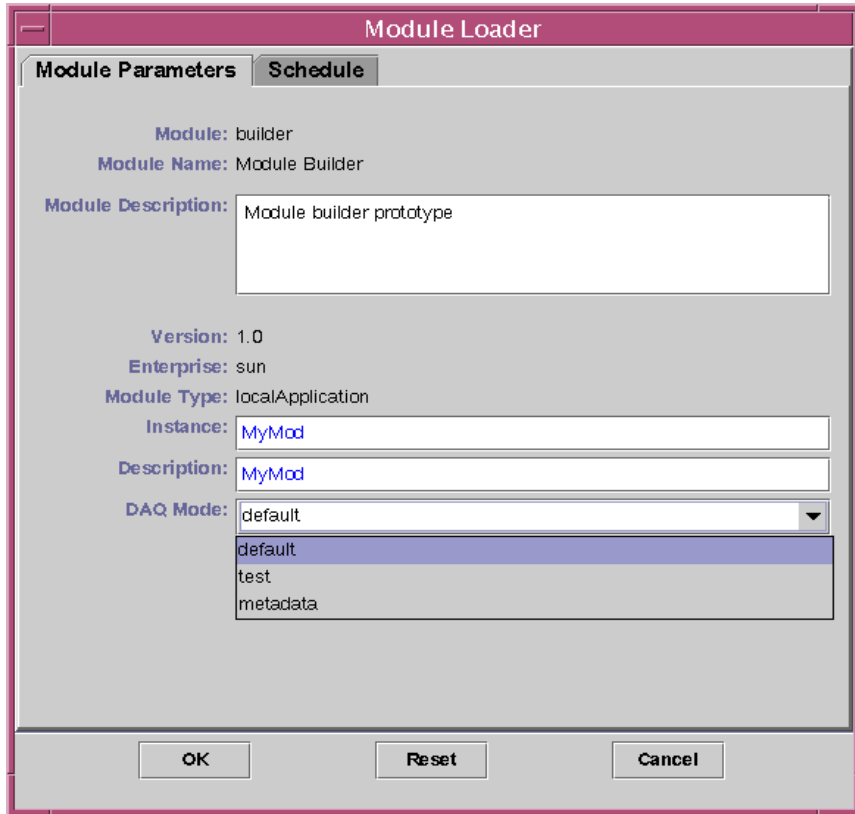 Module Loader
Module Parameters Schedule
Module: builder
Module Name: Module Builder
Module Description: Module builder prototype
Version: 1.0
Enterprise: sun
Module Type: localApplication
Instance: MyMod
Description: MyMod
DAQ Mode: default
default
test
metadata
OK Reset Cancel